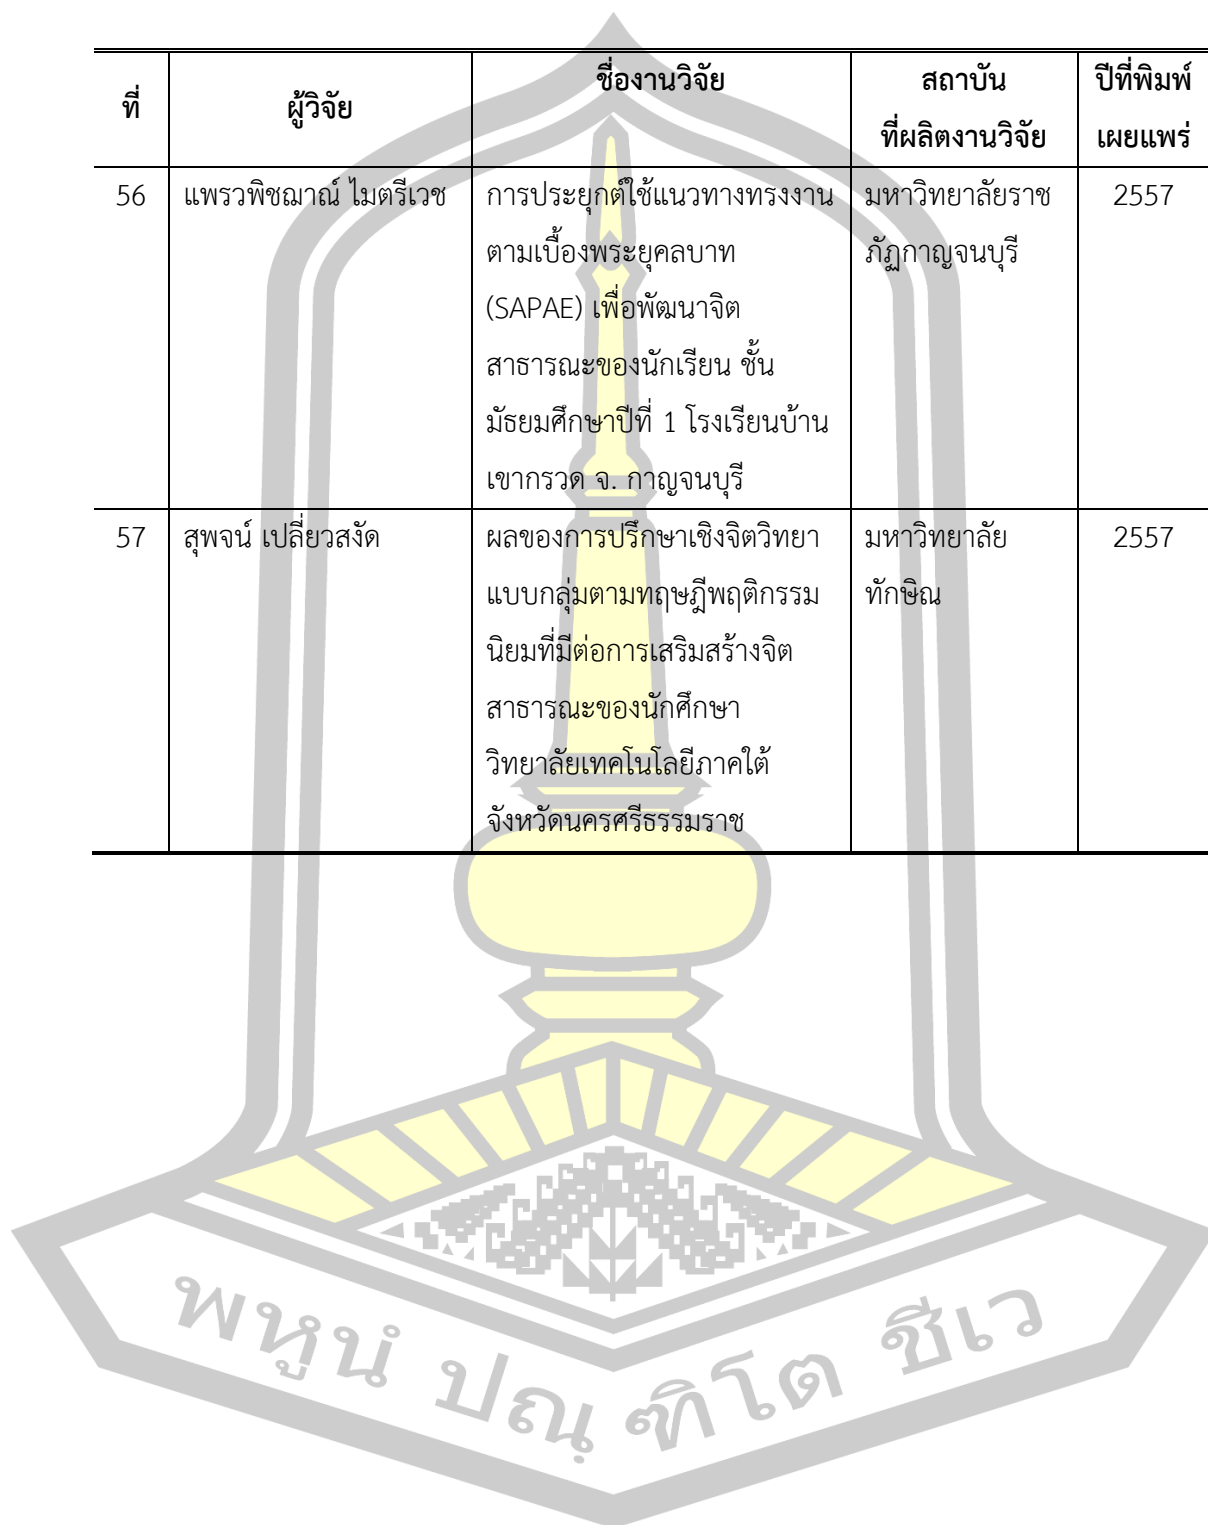 ที่ ผู้วิจัย ชื่องานวิจัย สถาบัน ปีที่พิมพ์
ที่ผลิตงานวิจัย เผยแพร่
56 แพรวพิชฌาณ์ ไมตรีเวช การประยุกต์ใช้แนวทางทรงงาน มหาวิทยาลัยราช 2557
ตามเบื้องพระยุคลบาท ภัฏกาญจนบุรี
(SAPAE) เพื่อพัฒนาจิต
สาธารณะของนักเรียน ชั้น
มัธยมศึกษาปีที่ 1 โรงเรียนบ้าน
เขากรวด จ. กาญจนบุรี
57 สุพจน์ เปลี่ยวสงัด ผลของการปรึกษาเชิงจิตวิทยา มหาวิทยาลัย 2557
แบบกลุ่มตามทฤษฎีพฤติกรรม ทักษิณ
นิยมที่มีต่อการเสริมสร้างจิต
สาธารณะของนักศึกษา
วิทยาลัยเทคโนโลยีภาคใต้
จังหวัดนครศรีธรรมราช
พหูนํ ปณฺฑิโต ชีเว